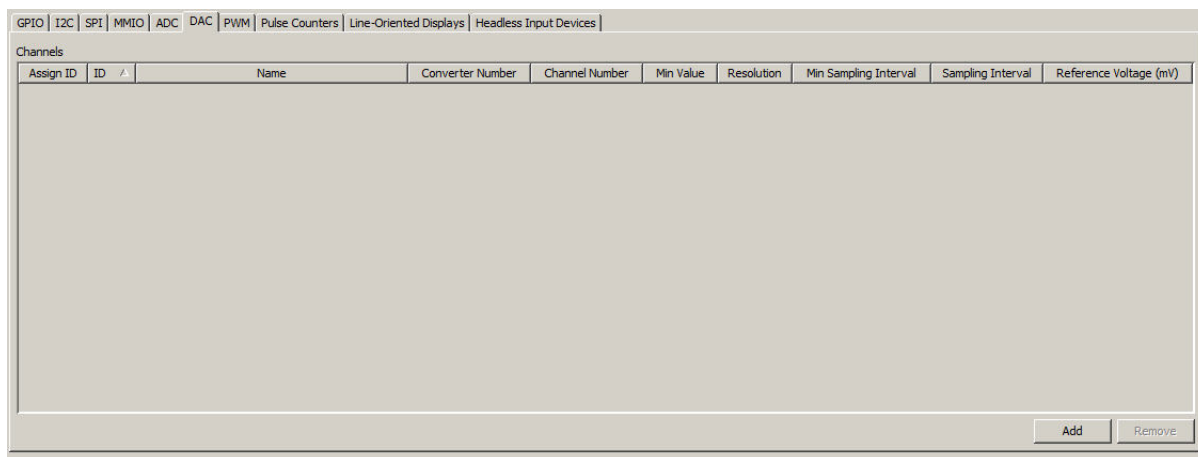 GPIO I2C SPI MMIO ADC DAC PWM Pulse Counters Line-Oriented Displays Headless Input Devices
Channels
Assign ID ID Name Converter Number Channel Number Min Value Resolution Min Sampling Interval Sampling Interval Reference Voltage (mV)
Add Remove